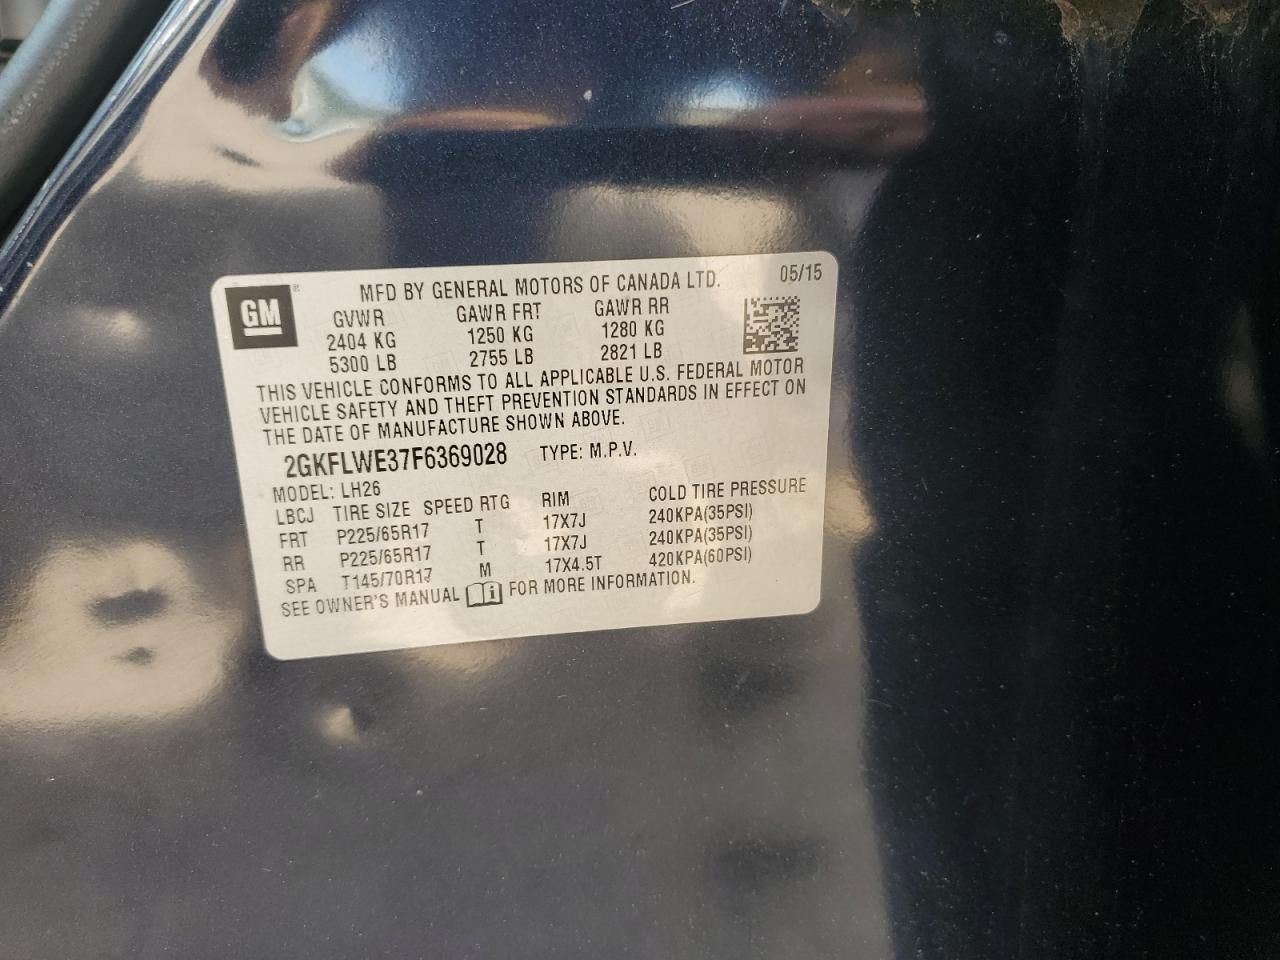 GM
®
MFD BY GENERAL MOTORS OF CANADA LTD. 05/15
GVWR GAWR FRT GAWR RR
2404 KG 1250 KG 1280 KG
5300 LB 2755 LB 2821 LB
THIS VEHICLE CONFORMS TO ALL APPLICABLE U.S. FEDERAL MOTOR
VEHICLE SAFETY AND THEFT PREVENTION STANDARDS IN EFFECT ON
THE DATE OF MANUFACTURE SHOWN ABOVE.
2GKFLWE37F6369028 TYPE: M.P.V.
MODEL: LH26
LBCJ TIRE SIZE SPEED RTG RIM COLD TIRE PRESSURE
FRT P225/65R17 T 17X7J 240KPA(35PSI)
RR P225/65R17 T 17X7J 240KPA(35PSI)
SPA T145/70R17 M 17X4.5T 420KPA(60PSI)
SEE OWNER'S MANUAL i FOR MORE INFORMATION.